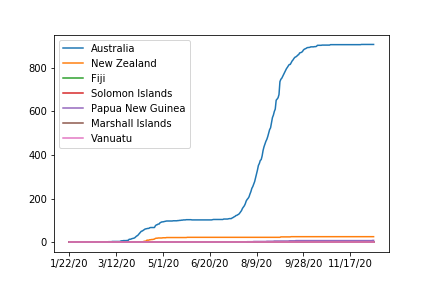 Australia
New Zealand
Fiji
Solomon Islands
Papua New Guinea
Marshall Islands
Vanuatu
800
600
400
200
0
1/22/20 3/12/20 5/1/20 6/20/20 8/9/20 9/28/20 11/17/20